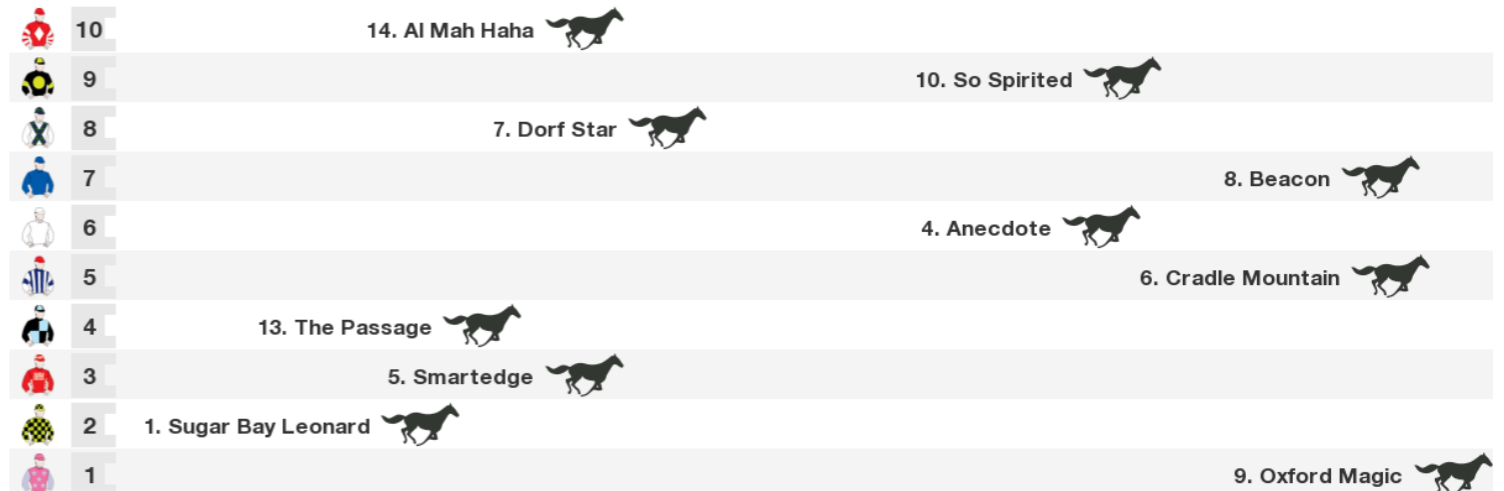 10 14. Al Mah Haha
9 10. So Spirited
8 7. Dorf Star
7 8. Beacon
6 4. Anecdote
5 6. Cradle Mountain
4 13. The Passage
3 5. Smartedge
2 1. Sugar Bay Leonard
1 9. Oxford Magic